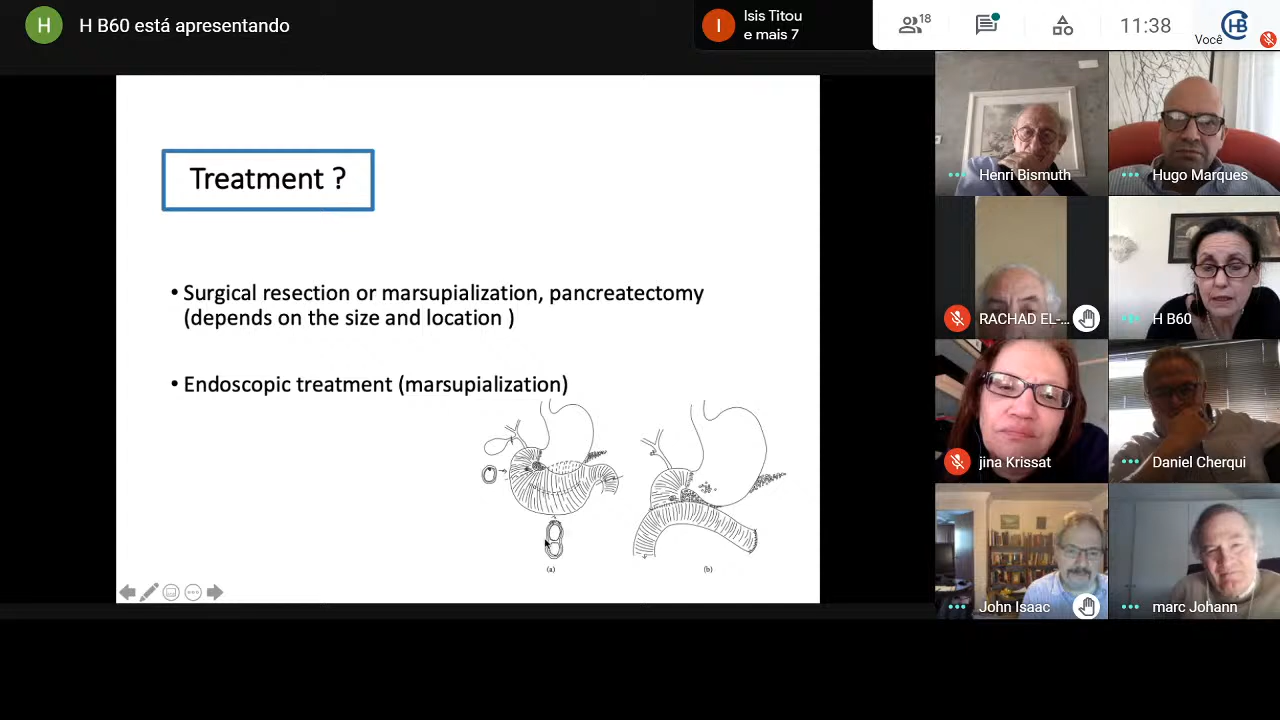 H
H B60 está apresentando
I
Isis Titou
e mais 7
18
11:38
Você
HB
Treatment ?
• Surgical resection or marsupialization, pancreatectomy
(depends on the size and location )
• Endoscopic treatment (marsupialization)
(a)
(b)
Henri Bismuth
Hugo Marques
RACHAD EL-...
H B60
jina Krissat
Daniel Cherqui
John Isaac
marc Johann